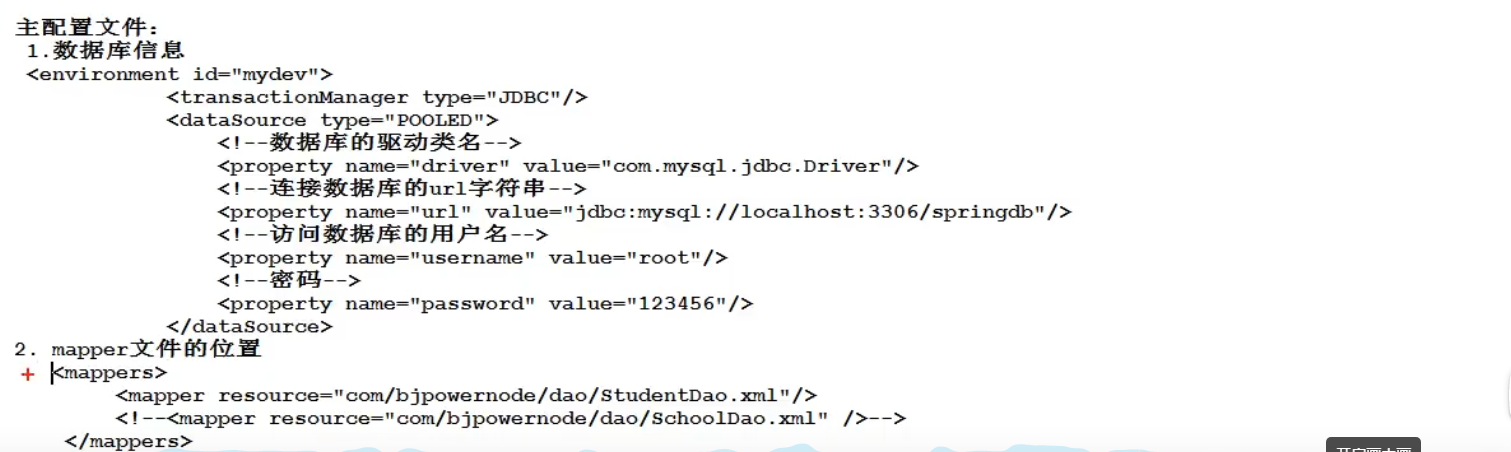 主配置文件:
1.数据库信息
<environment id="mydev">
<transactionManager type="JDBC"/>
<dataSource type="POOLED">
<!--数据库的驱动类名-->
<property name="driver" value="com.mysql.jdbc.Driver"/>
<!--连接数据库的url字符串-->
<property name="url" value="jdbc:mysql://localhost:3306/springdb"/>
<!--访问数据库的用户名-->
<property name="username" value="root"/>
<!--密码-->
<property name="password" value="123456"/>
</dataSource>
2. mapper文件的位置
+ <mappers>
<mapper resource="com/bjpowernode/dao/StudentDao.xml"/>
<!--<mapper resource="com/bjpowernode/dao/SchoolDao.xml" />-->
</mappers>